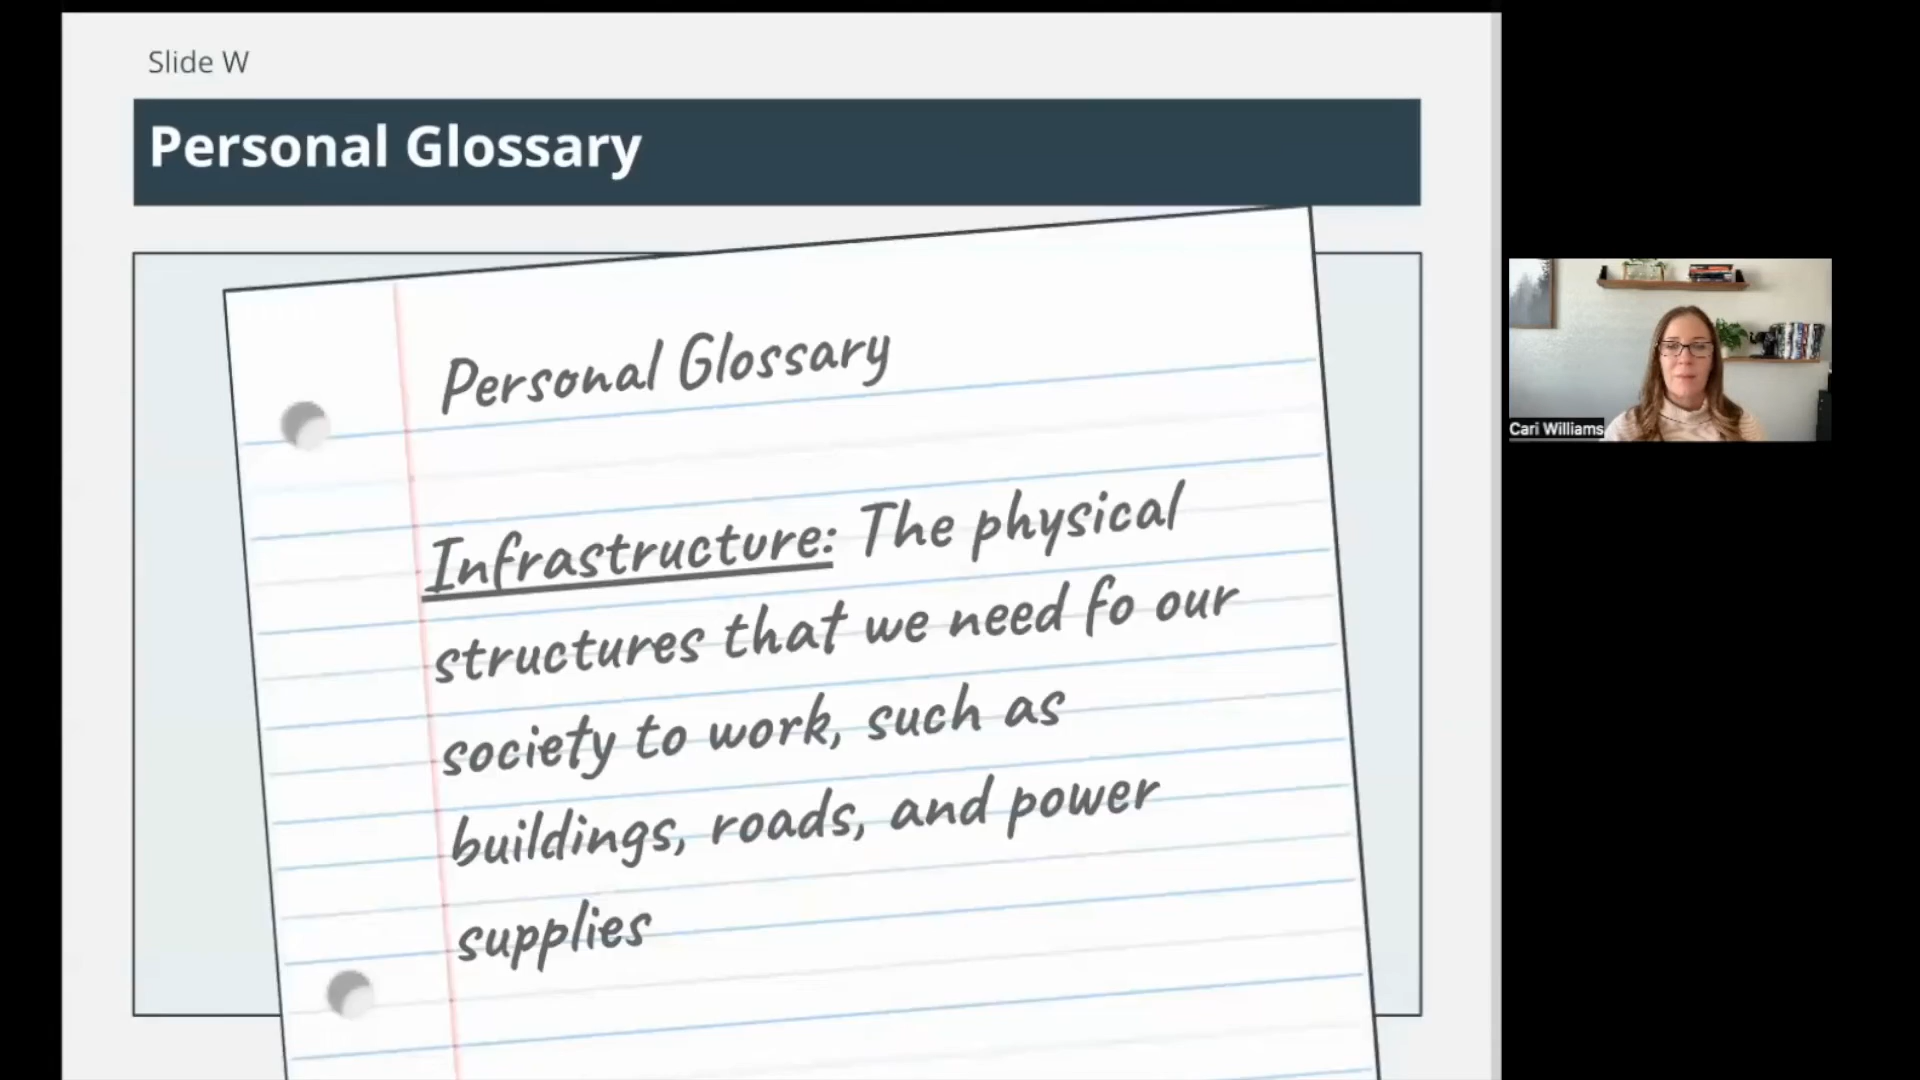 Slide W
Personal Glossary
Personal Glossary
Infrastructure: The physical
structures that we need fo our
society to work, such as
buildings, roads, and power
supplies
Cari Williams